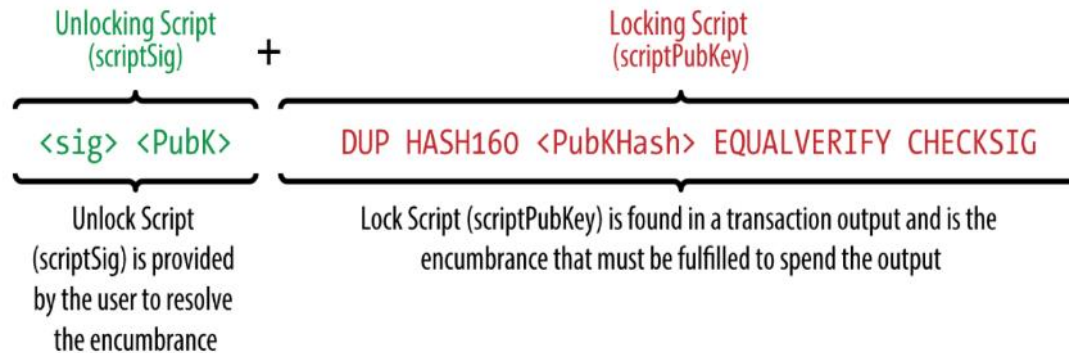 Unlocking Script
(scriptSig)
+
Locking Script
(scriptPubKey)
<sig> <PubK>
DUP HASH160 <PubKHash> EQUALVERIFY CHECKSIG
Unlock Script
(scriptSig) is provided
by the user to resolve
the encumbrance
Lock Script (scriptPubKey) is found in a transaction output and is the
encumbrance that must be fulfilled to spend the output